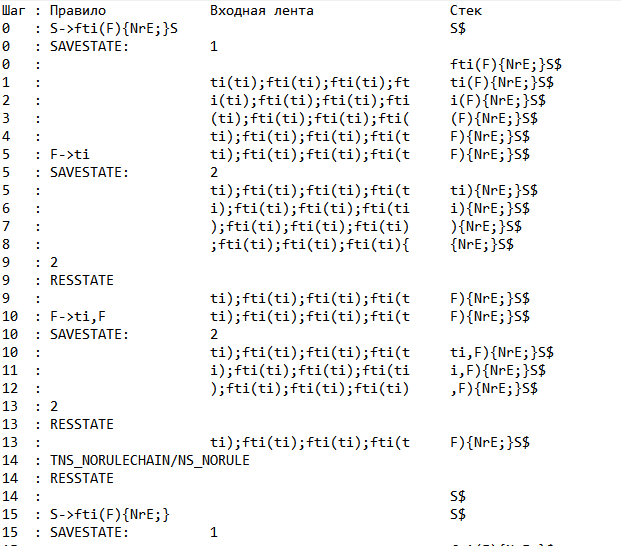 Шаг : Правило Входная лента Стек
0 : S->fti(F){NrE;}S S$
0 : SAVESTATE: 1
0 : fti(F){NrE;}S$
1 : ti(ti);fti(ti);fti(ti);ft ti(F){NrE;}S$
2 : i(ti);fti(ti);fti(ti);fti i(F){NrE;}S$
3 : (ti);fti(ti);fti(ti);fti( (F){NrE;}S$
4 : ti);fti(ti);fti(ti);fti(t F){NrE;}S$
5 : F->ti ti);fti(ti);fti(ti);fti(t F){NrE;}S$
5 : SAVESTATE: 2
5 : ti);fti(ti);fti(ti);fti(t ti){NrE;}S$
6 : i);fti(ti);fti(ti);fti(ti i){NrE;}S$
7 : );fti(ti);fti(ti);fti(ti) ){NrE;}S$
8 : ;fti(ti);fti(ti);fti(ti){ {NrE;}S$
9 : 2
9 : RESSTATE
9 : ti);fti(ti);fti(ti);fti(t F){NrE;}S$
10 : F->ti,F ti);fti(ti);fti(ti);fti(t F){NrE;}S$
10 : SAVESTATE: 2
10 : ti);fti(ti);fti(ti);fti(t ti,F){NrE;}S$
11 : i);fti(ti);fti(ti);fti(ti i,F){NrE;}S$
12 : );fti(ti);fti(ti);fti(ti) ,F){NrE;}S$
13 : 2
13 : RESSTATE
13 : ti);fti(ti);fti(ti);fti(t F){NrE;}S$
14 : TNS_NORULECHAIN/NS_NORULE
14 : RESSTATE
14 : S$
15 : S->fti(F){NrE;} S$
15 : SAVESTATE: 1